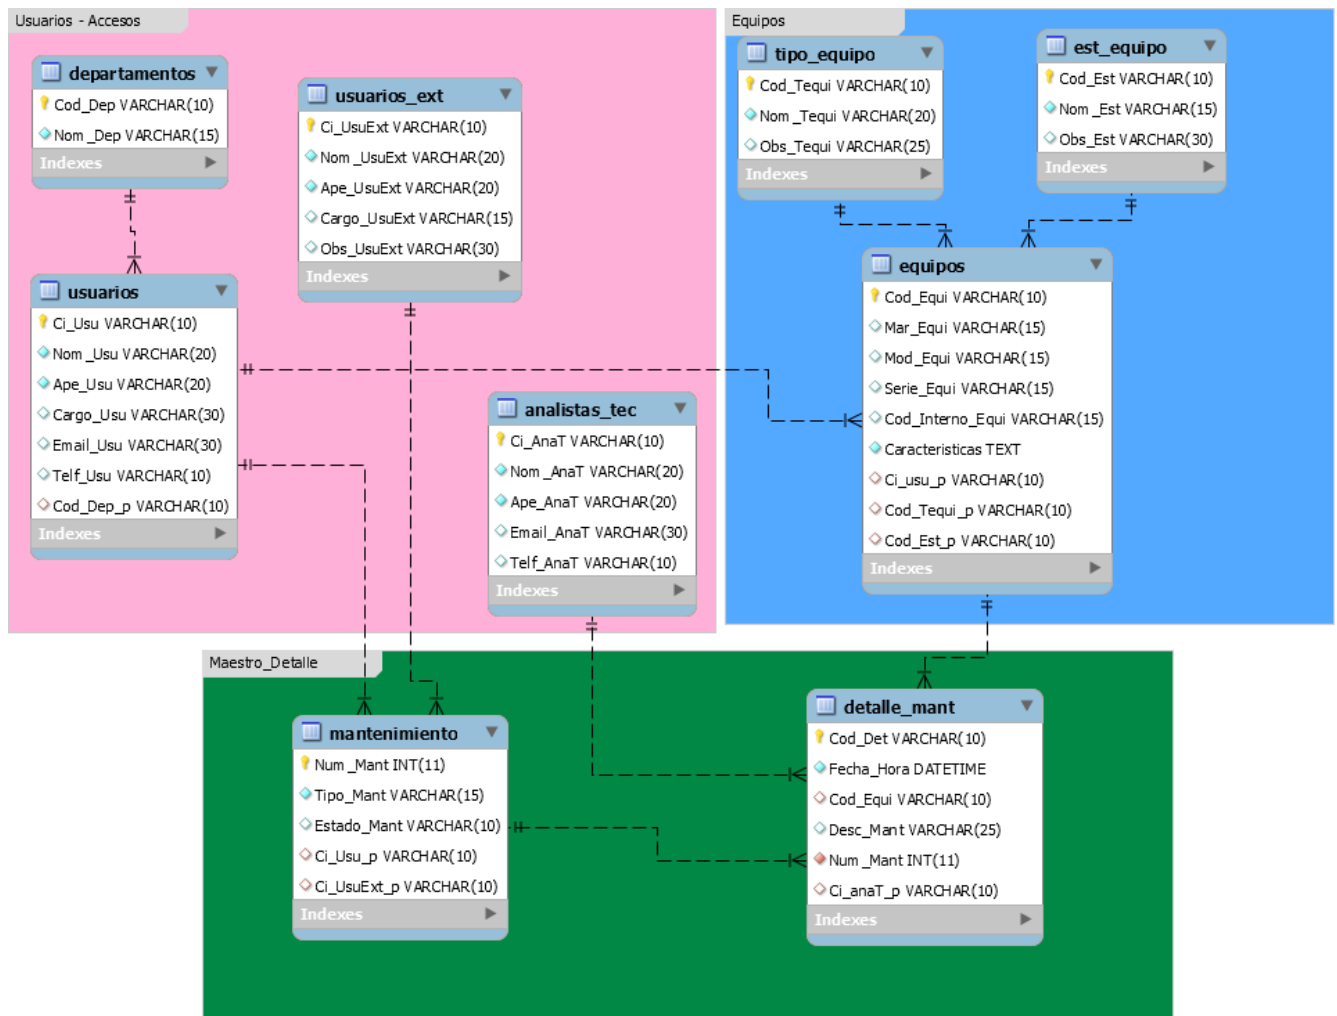 Usuarios - Accesos
departamentos
Cod_Dep VARCHAR(10)
Nom_Dep VARCHAR(15)
Indexes
usuarios_ext
Ci_UsuExt VARCHAR(10)
Nom_UsuExt VARCHAR(20)
Ape_UsuExt VARCHAR(20)
Cargo_UsuExt VARCHAR(15)
Obs_UsuExt VARCHAR(30)
Indexes
usuarios
Ci_Usu VARCHAR(10)
Nom_Usu VARCHAR(20)
Ape_Usu VARCHAR(20)
Cargo_Usu VARCHAR(30)
Email_Usu VARCHAR(30)
Telf_Usu VARCHAR(10)
Cod_Dep_p VARCHAR(10)
Indexes
analistas_tec
Ci_AnaT VARCHAR(10)
Nom_AnaT VARCHAR(20)
Ape_AnaT VARCHAR(20)
Email_AnaT VARCHAR(30)
Telf_AnaT VARCHAR(10)
Indexes
Equipos
tipo_equipo
Cod_Tequi VARCHAR(10)
Nom_Tequi VARCHAR(20)
Obs_Tequi VARCHAR(25)
Indexes
est_equipo
Cod_Est VARCHAR(10)
Nom_Est VARCHAR(15)
Obs_Est VARCHAR(30)
Indexes
equipos
Cod_Equi VARCHAR(10)
Mar_Equi VARCHAR(15)
Mod_Equi VARCHAR(15)
Serie_Equi VARCHAR(15)
Cod_Interno_Equi VARCHAR(15)
Caracteristicas TEXT
Ci_usu_p VARCHAR(10)
Cod_Tequi_p VARCHAR(10)
Cod_Est_p VARCHAR(10)
Indexes
Maestro_Detalle
mantenimiento
Num_Mant INT(11)
Tipo_Mant VARCHAR(15)
Estado_Mant VARCHAR(10)
Ci_Usu_p VARCHAR(10)
Ci_UsuExt_p VARCHAR(10)
Indexes
detalle_mant
Cod_Det VARCHAR(10)
Fecha_Hora DATETIME
Cod_Equi VARCHAR(10)
Desc_Mant VARCHAR(25)
Num_Mant INT(11)
Ci_anaT_p VARCHAR(10)
Indexes